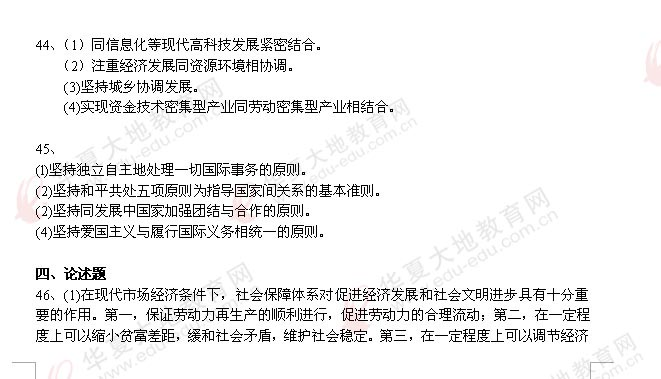 44、（1）同信息化等现代高科技发展紧密结合。
（2）注重经济发展同资源环境相协调。
(3)坚持城乡协调发展。
(4)实现资金技术密集型产业同劳动密集型产业相结合。
45、
(l)坚持独立自主地处理一切国际事务的原则。
(2)坚持和平共处五项原则为指导国家间关系的基本准则。
(2)坚持同发展中国家加强团结与合作的原则。
(4)坚持爱国主义与履行国际义务相统一的原则。
四、论述题
46、(1)在现代市场经济条件下，社会保障体系对促进经济发展和社会文明进步具有十分重
要的作用。第一，保证劳动力再生产的顺利进行，促进劳动力的合理流动；第二，在一定程
度上可以缩小贫富差距，缓和社会矛盾，维护社会稳定。第三，在一定程度上可以调节经济
华夏大地教育网
www.edu-edu.com.cn